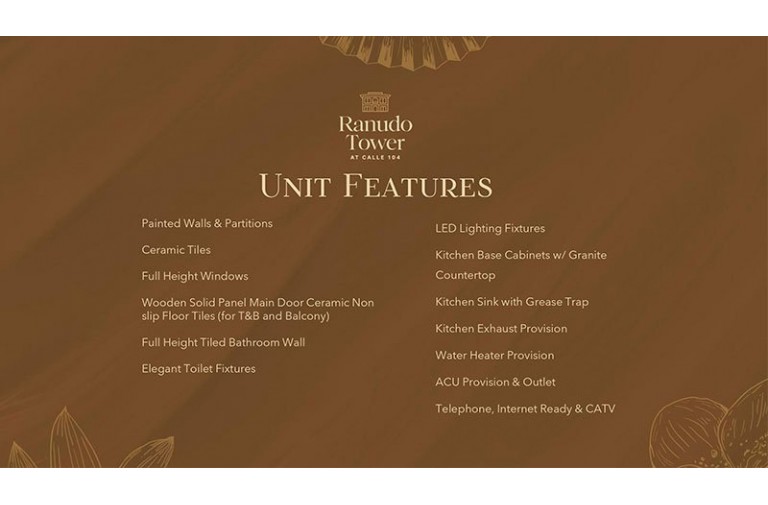 Ranudo
Tower
AT CALLE 104
UNIT FEATURES
Painted Walls & Partitions
Ceramic Tiles
Full Height Windows
Wooden Solid Panel Main Door Ceramic Non
slip Floor Tiles (for T&B and Balcony)
Full Height Tiled Bathroom Wall
Elegant Toilet Fixtures
LED Lighting Fixtures
Kitchen Base Cabinets w/ Granite
Countertop
Kitchen Sink with Grease Trap
Kitchen Exhaust Provision
Water Heater Provision
ACU Provision & Outlet
Telephone, Internet Ready & CATV